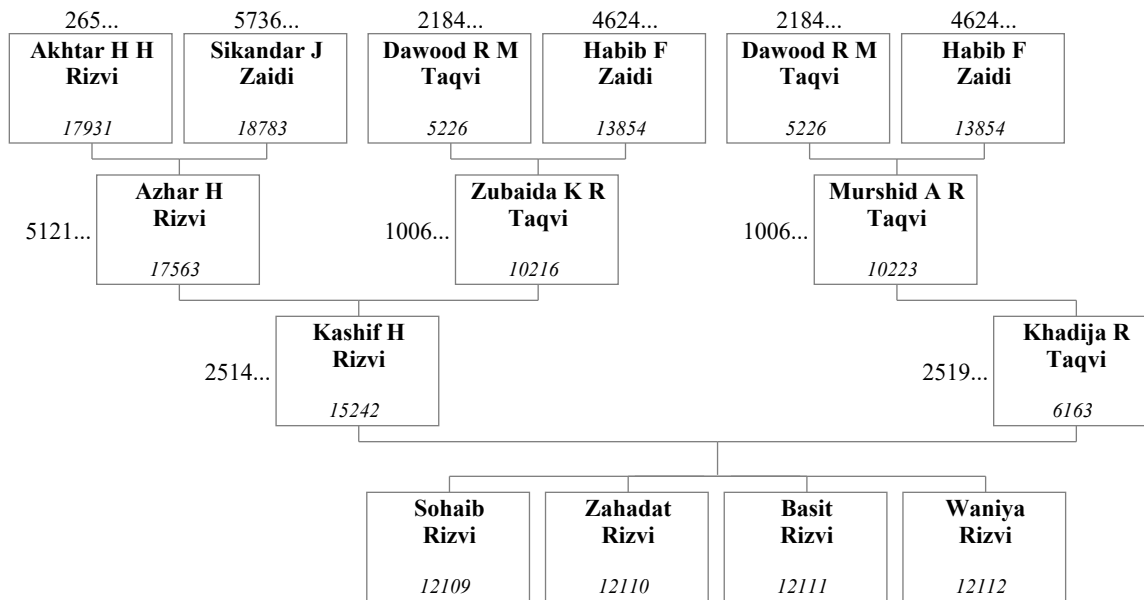 265...
5736...
2184...
4624...
2184...
4624...
Akhtar H H
Rizvi
17931
Sikandar J
Zaidi
18783
Dawood R M
Taqvi
5226
Habib F
Zaidi
13854
Dawood R M
Taqvi
5226
Habib F
Zaidi
13854
5121...
Azhar H
Rizvi
17563
1006...
Zubaida K R
Taqvi
10216
1006...
Murshid A R
Taqvi
10223
2514...
Kashif H
Rizvi
15242
2519...
Khadija R
Taqvi
6163
Sohaib
Rizvi
12109
Zahadat
Rizvi
12110
Basit
Rizvi
12111
Waniya
Rizvi
12112